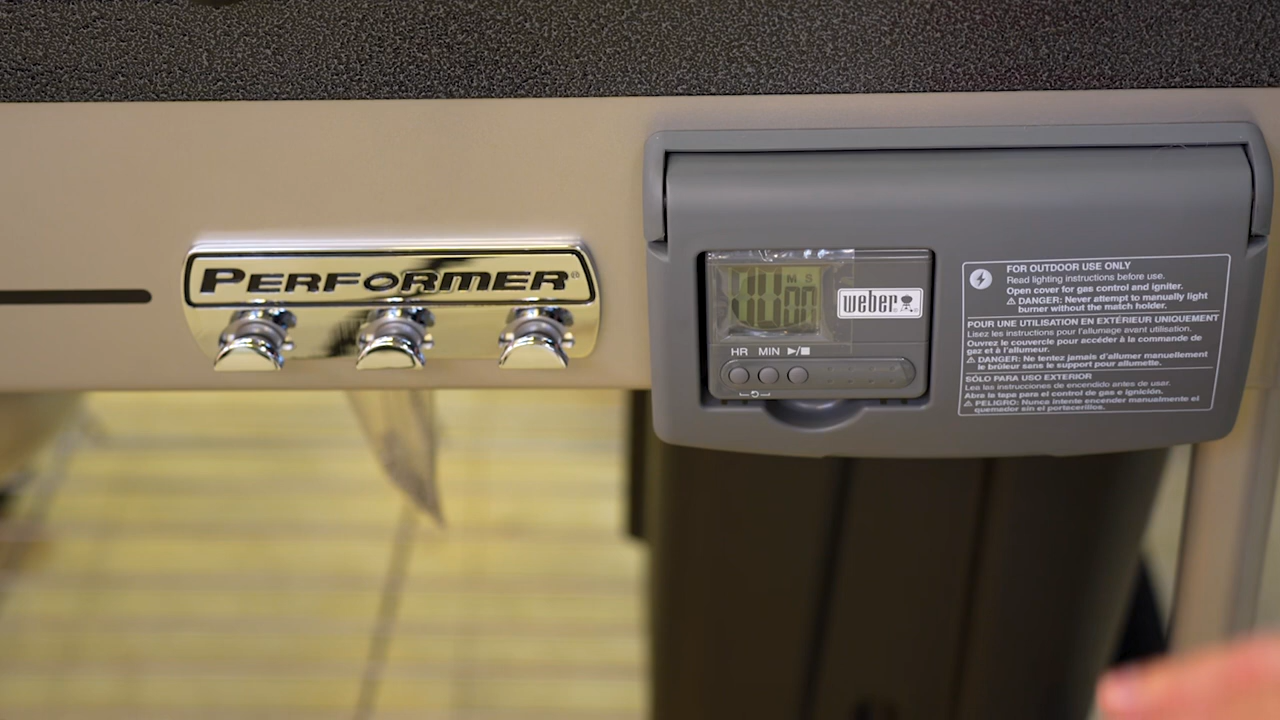 PERFORMER®
M S
weber®
HR MIN ▶/■
FOR OUTDOOR USE ONLY
Read lighting instructions before use.
Open cover for gas control and igniter.
⚠ DANGER: Never attempt to manually light
burner without the match holder.
POUR UNE UTILISATION EN EXTÉRIEUR UNIQUEMENT
Lisez les instructions pour l'allumage avant utilisation.
Ouvrez le couvercle pour accéder à la commande de
gaz et à l'allumeur.
⚠ DANGER: Ne tentez jamais d'allumer manuellement
le brûleur sans le support pour allumette.
SÓLO PARA USO EXTERIOR
Lea las instrucciones de encendido antes de usar.
Abra la tapa para el control de gas e ignición.
⚠ PELIGRO: Nunca intente encender manualmente el
quemador sin el portacerillos.